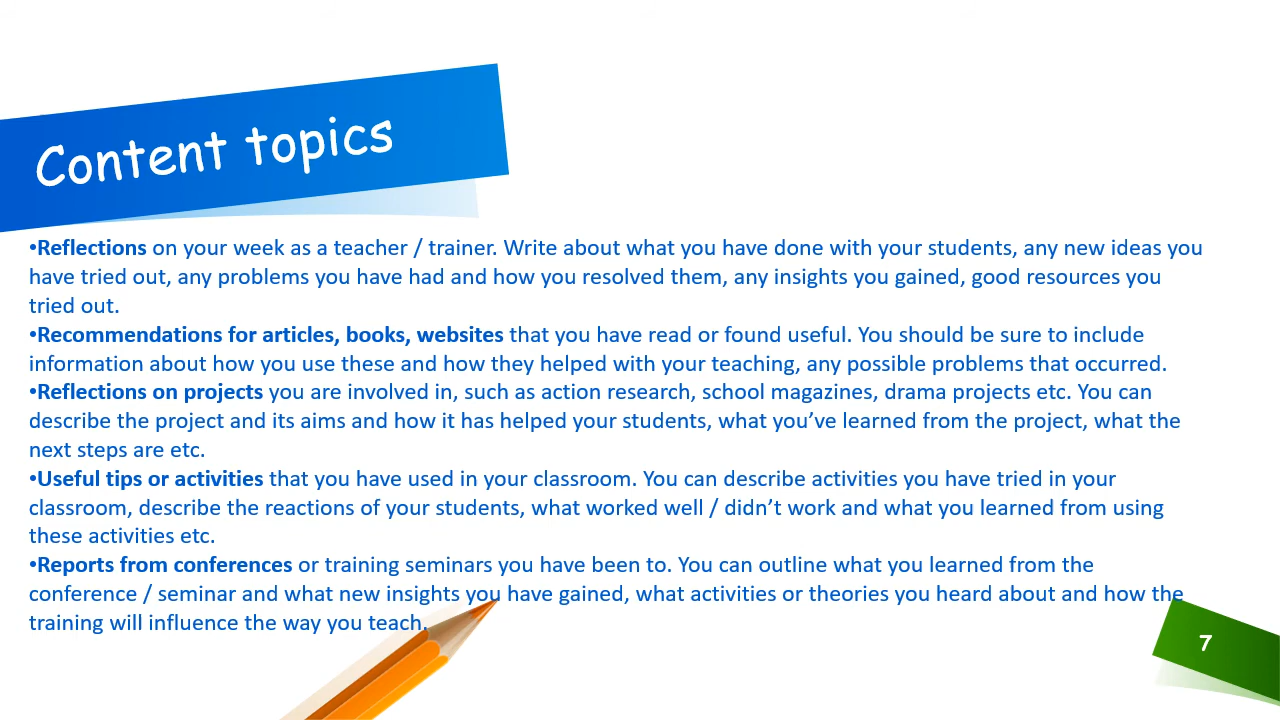 Content topics
•Reflections on your week as a teacher / trainer. Write about what you have done with your students, any new ideas you
have tried out, any problems you have had and how you resolved them, any insights you gained, good resources you
tried out.
•Recommendations for articles, books, websites that you have read or found useful. You should be sure to include
information about how you use these and how they helped with your teaching, any possible problems that occurred.
•Reflections on projects you are involved in, such as action research, school magazines, drama projects etc. You can
describe the project and its aims and how it has helped your students, what you’ve learned from the project, what the
next steps are etc.
•Useful tips or activities that you have used in your classroom. You can describe activities you have tried in your
classroom, describe the reactions of your students, what worked well / didn’t work and what you learned from using
these activities etc.
•Reports from conferences or training seminars you have been to. You can outline what you learned from the
conference / seminar and what new insights you have gained, what activities or theories you heard about and how the
training will influence the way you teach.
7